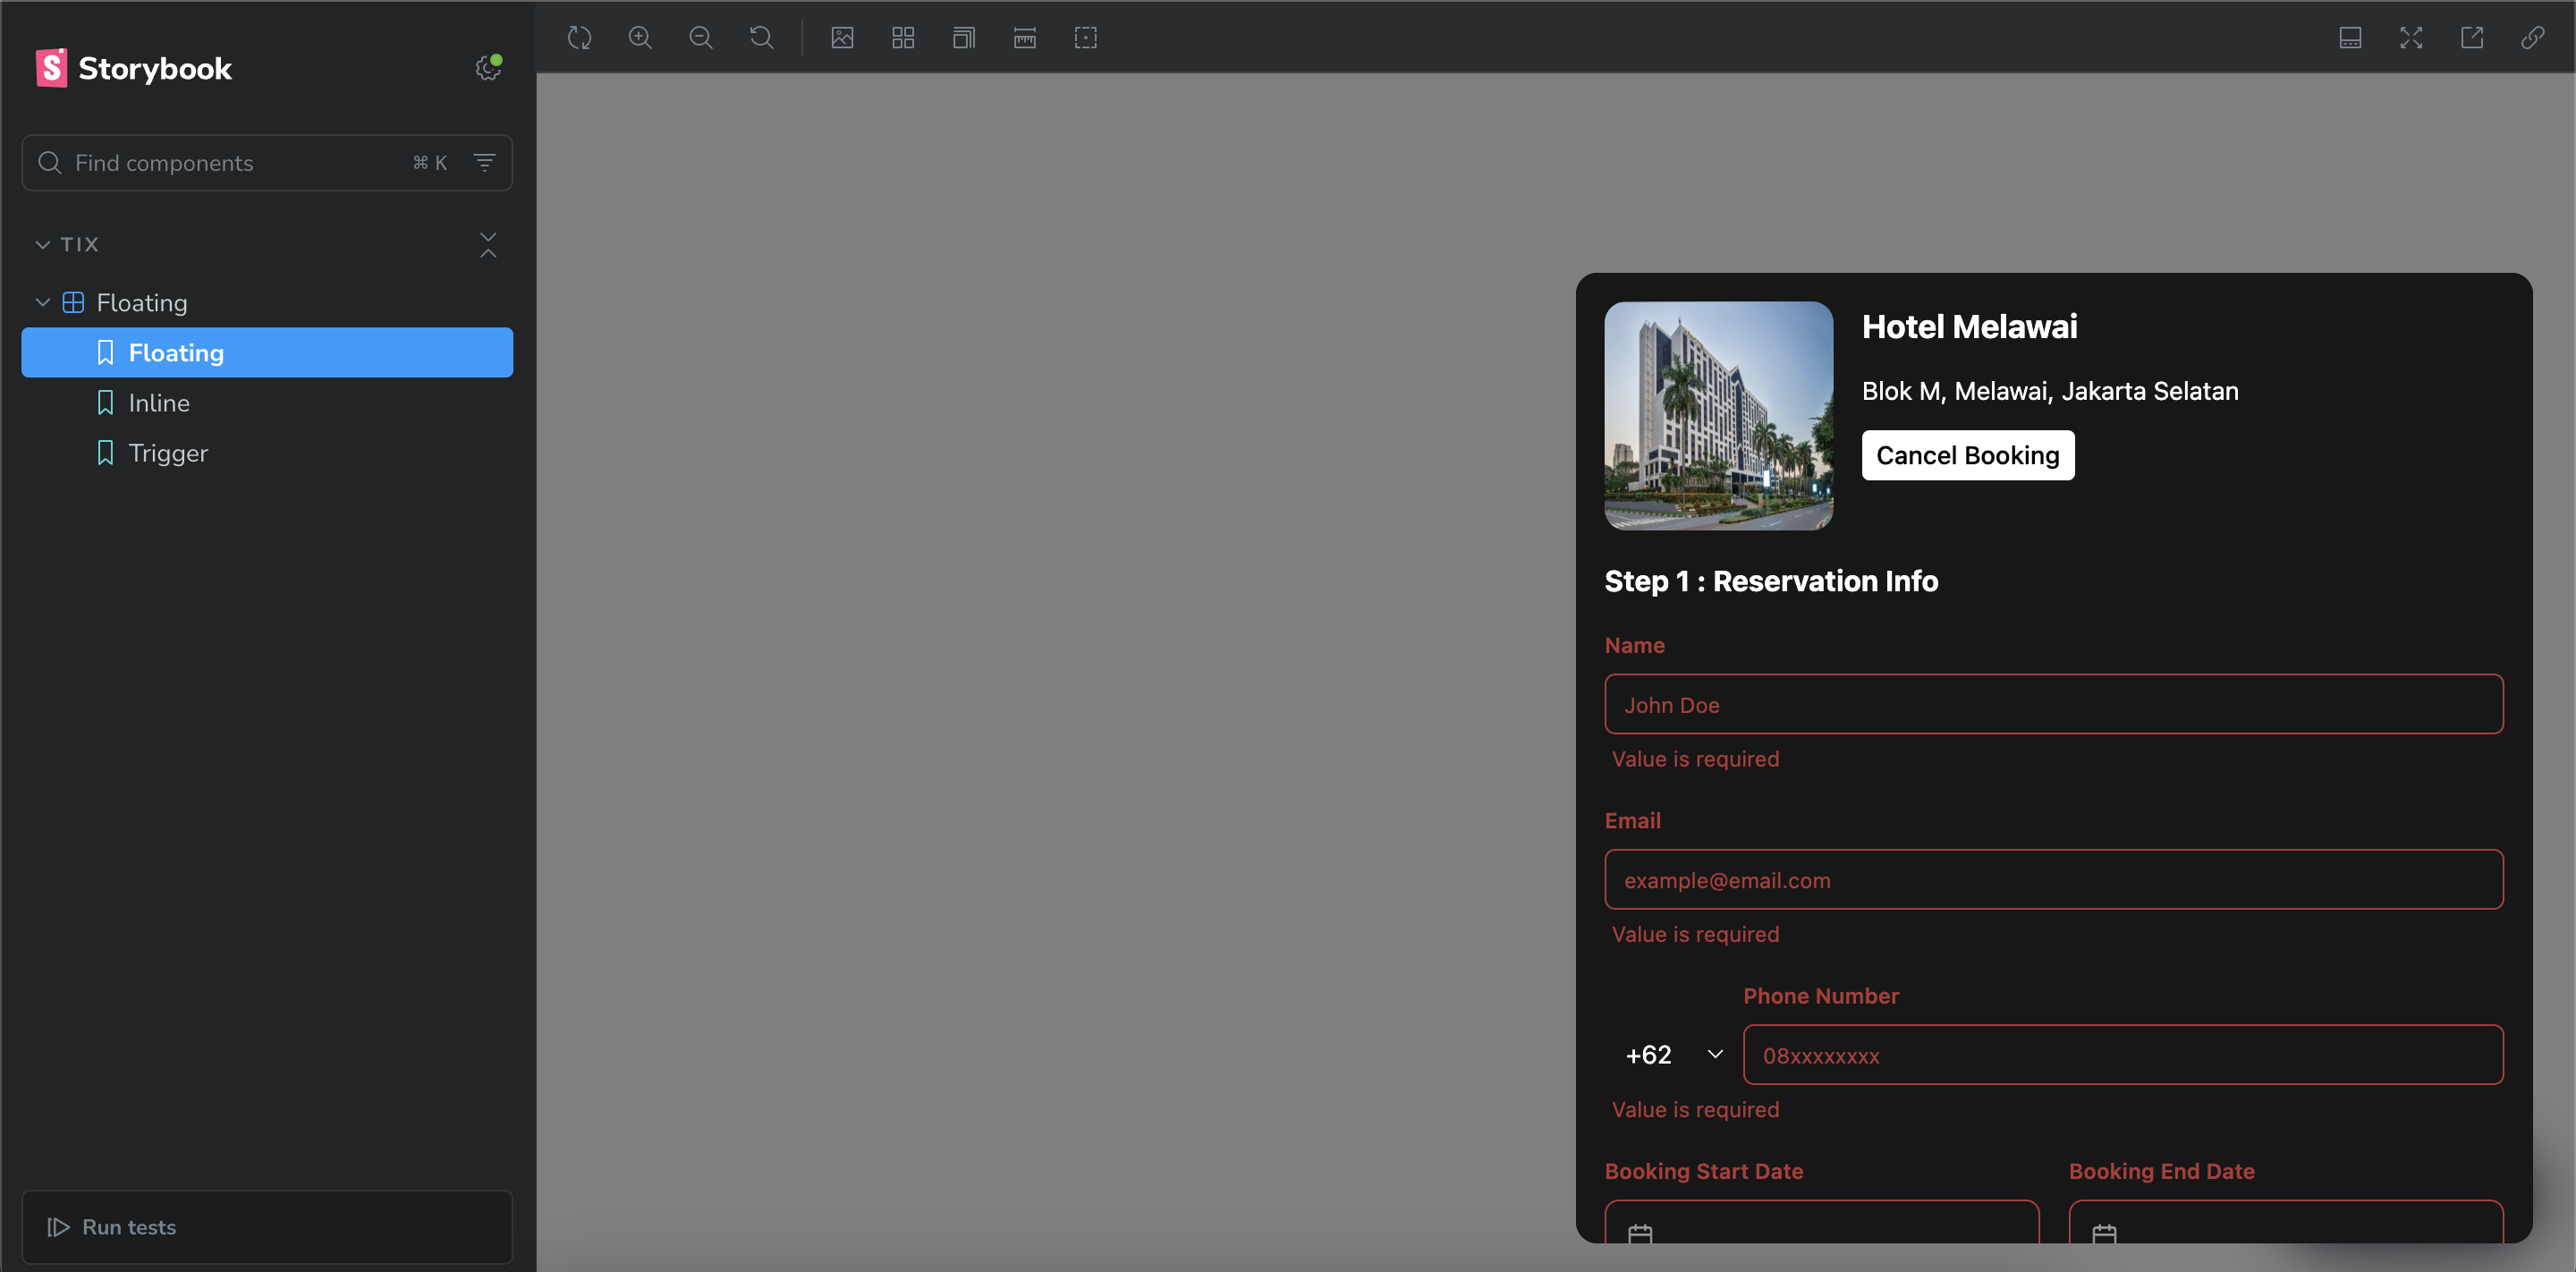 Storybook
Find components ⌘ K
TIX
Floating
Floating
Inline
Trigger
Run tests
Hotel Melawai
Blok M, Melawai, Jakarta Selatan
Cancel Booking
Step 1 : Reservation Info
Name
John Doe
Value is required
Email
example@email.com
Value is required
Phone Number
+62 08xxxxxxxx
Value is required
Booking Start Date Booking End Date